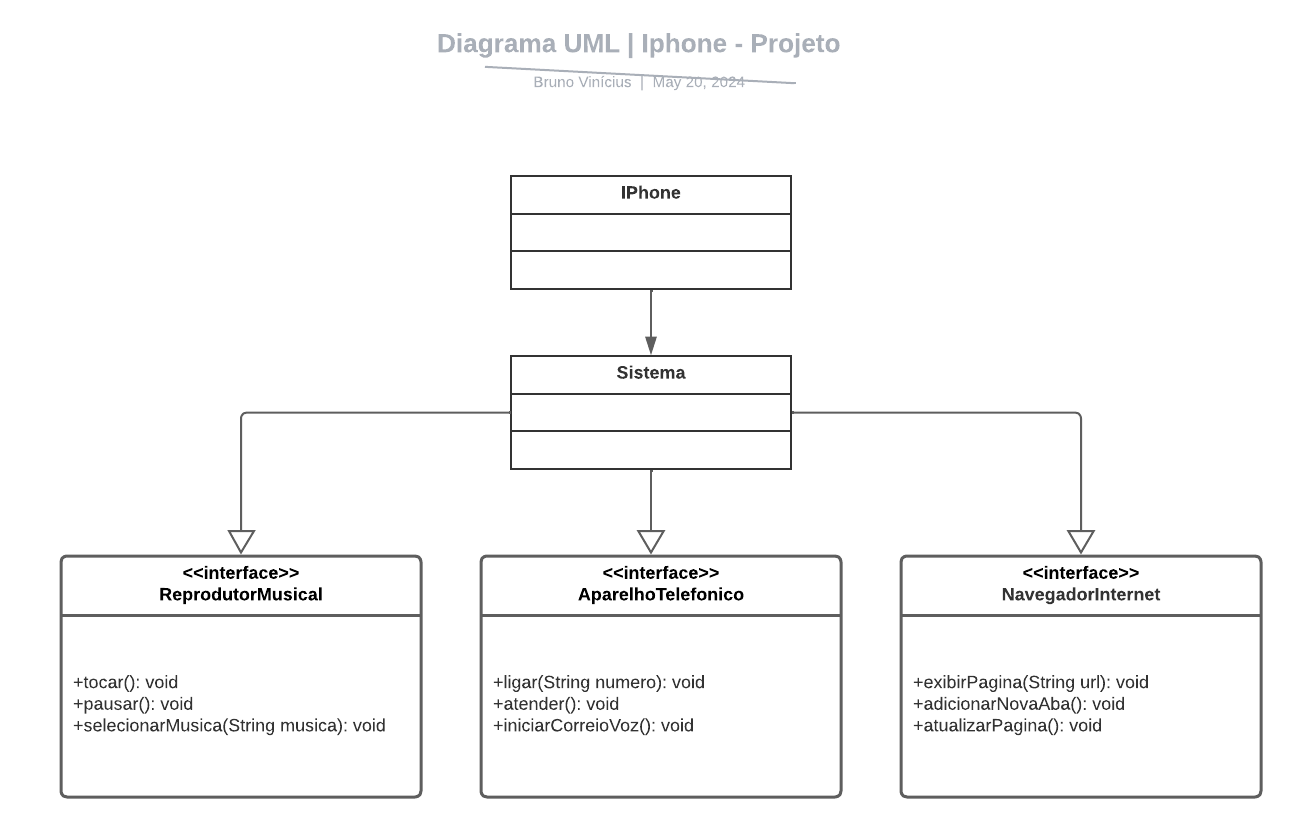 Diagrama UML | Iphone - Projeto
Bruno Vinícius | May 20, 2024
IPhone
Sistema
<<interface>>
ReprodutorMusical
+tocar(): void
+pausar(): void
+selecionarMusica(String musica): void
<<interface>>
AparelhoTelefonico
+ligar(String numero): void
+atender(): void
+iniciarCorreioVoz(): void
<<interface>>
NavegadorInternet
+exibirPagina(String url): void
+adicionarNovaAba(): void
+atualizarPagina(): void